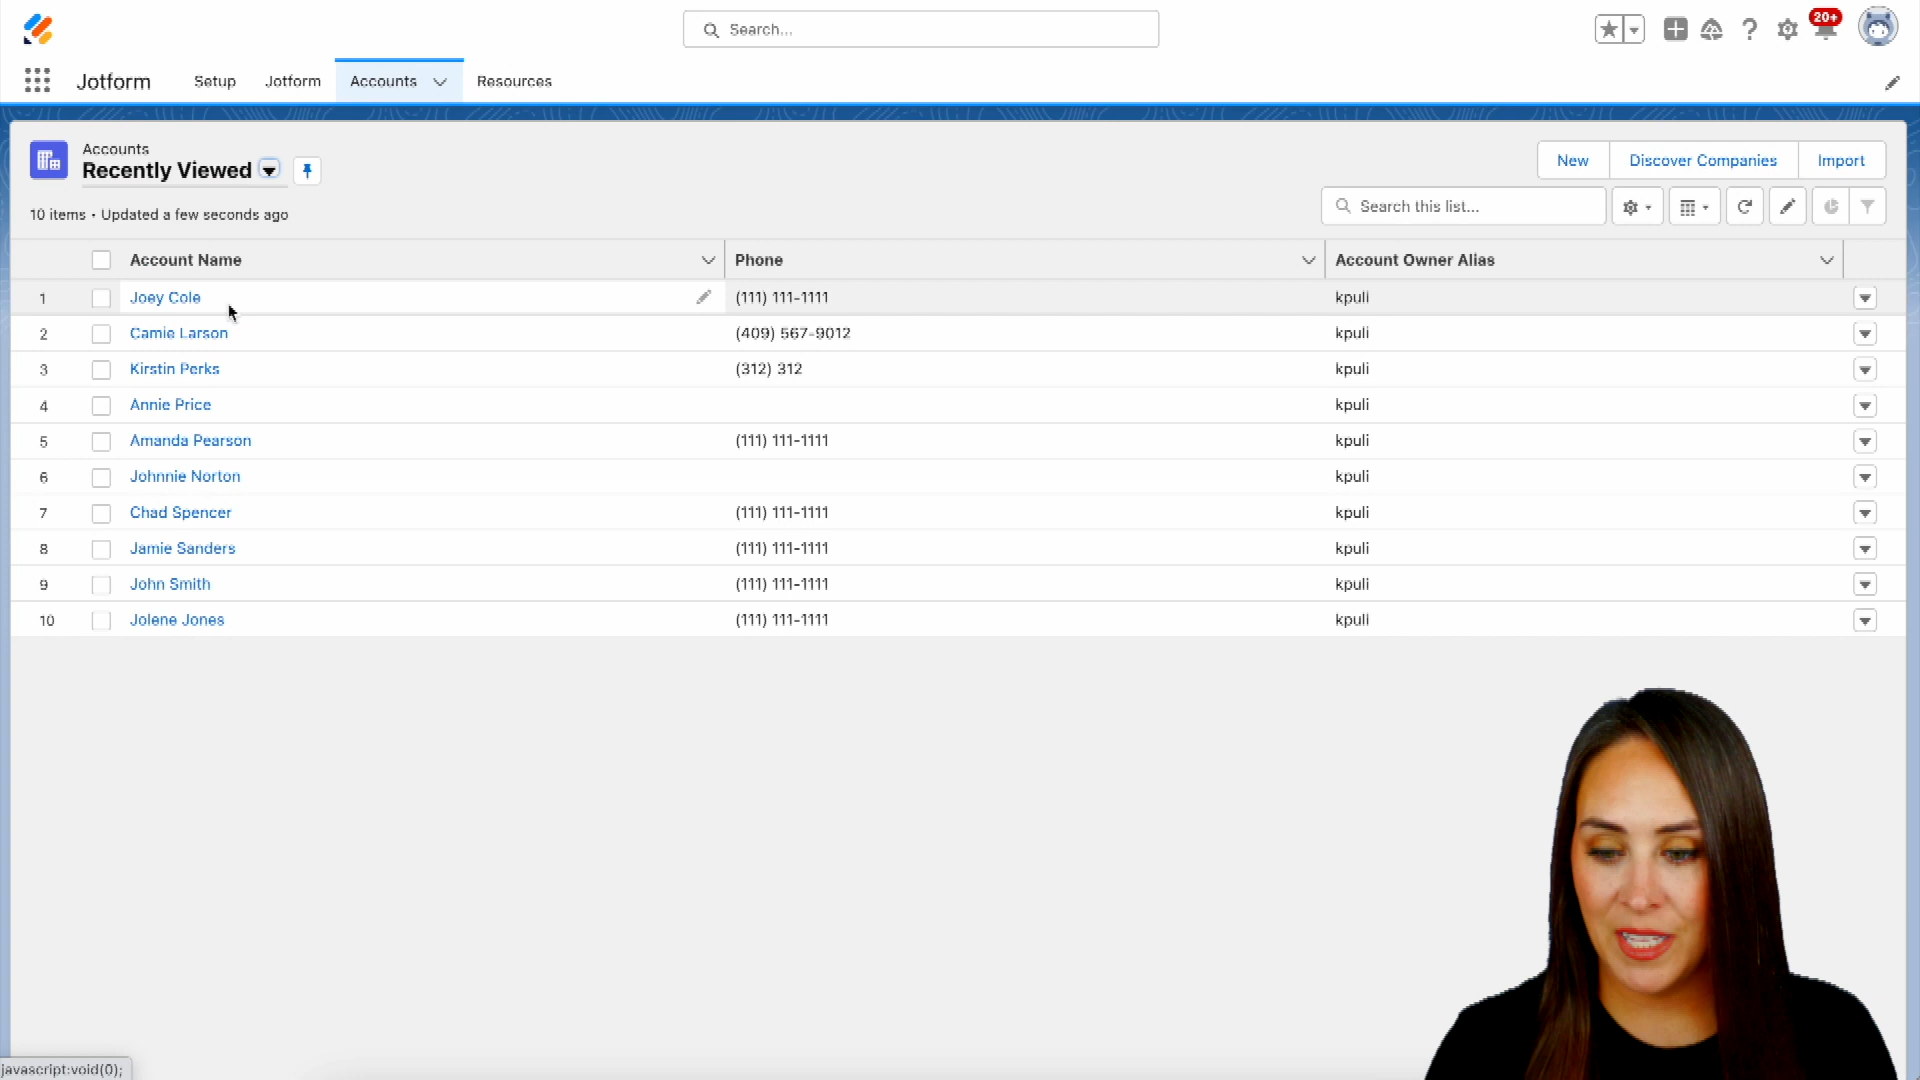 Search...
20+
Jotform Setup Jotform Accounts Resources
Accounts
Recently Viewed
New Discover Companies Import
10 items • Updated a few seconds ago
Search this list...
Account Name Phone Account Owner Alias
1 Joey Cole (111) 111-1111 kpuli
2 Camie Larson (409) 567-9012 kpuli
3 Kirstin Perks (312) 312 kpuli
4 Annie Price kpuli
5 Amanda Pearson (111) 111-1111 kpuli
6 Johnnie Norton kpuli
7 Chad Spencer (111) 111-1111 kpuli
8 Jamie Sanders (111) 111-1111 kpuli
9 John Smith (111) 111-1111 kpuli
10 Jolene Jones (111) 111-1111 kpuli
javascript:void(0);